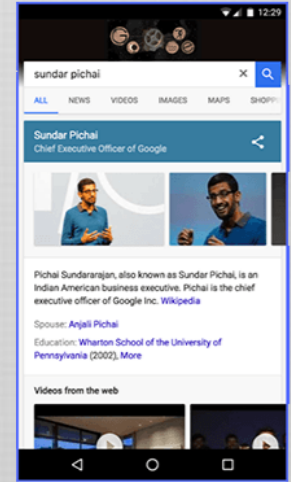 12:29
sundar pichai
ALL NEWS VIDEOS IMAGES MAPS SHOPPI
Sundar Pichai
Chief Executive Officer of Google
Pichai Sundararajan, also known as Sundar Pichai, is an
Indian American business executive. Pichai is the chief
executive officer of Google Inc. Wikipedia
Spouse: Anjali Pichai
Education: Wharton School of the University of
Pennsylvania (2002), More
Videos from the web